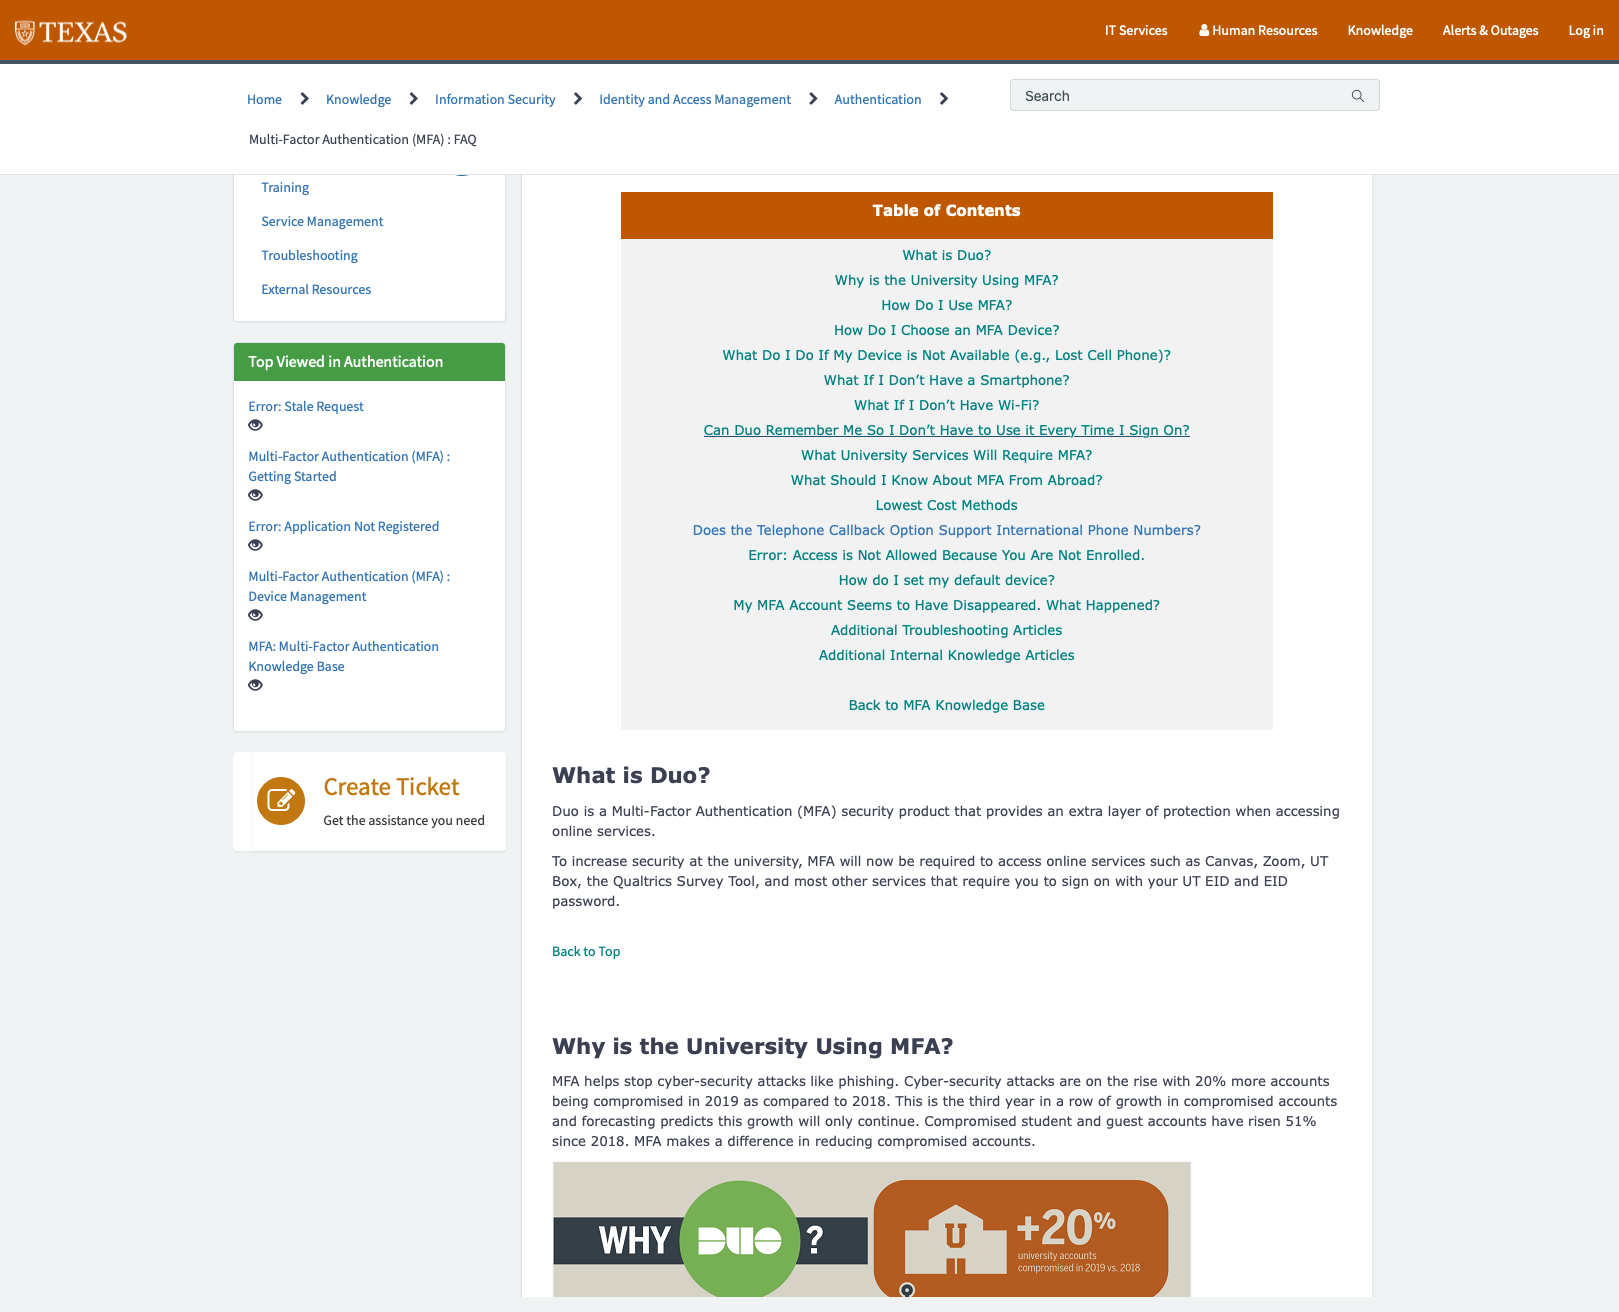 TEXAS
IT Services
Human Resources
Knowledge
Alerts & Outages
Log in
Home
Knowledge
Information Security
Identity and Access Management
Authentication
Search
Multi-Factor Authentication (MFA) : FAQ
Training
Service Management
Troubleshooting
External Resources
Top Viewed in Authentication
Error: Stale Request
Multi-Factor Authentication (MFA) :
Getting Started
Error: Application Not Registered
Multi-Factor Authentication (MFA) :
Device Management
MFA: Multi-Factor Authentication
Knowledge Base
Create Ticket
Get the assistance you need
Table of Contents
What is Duo?
Why is the University Using MFA?
How Do I Use MFA?
How Do I Choose an MFA Device?
What Do I Do If My Device is Not Available (e.g., Lost Cell Phone)?
What If I Don’t Have a Smartphone?
What If I Don’t Have Wi-Fi?
Can Duo Remember Me So I Don’t Have to Use it Every Time I Sign On?
What University Services Will Require MFA?
What Should I Know About MFA From Abroad?
Lowest Cost Methods
Does the Telephone Callback Option Support International Phone Numbers?
Error: Access is Not Allowed Because You Are Not Enrolled.
How do I set my default device?
My MFA Account Seems to Have Disappeared. What Happened?
Additional Troubleshooting Articles
Additional Internal Knowledge Articles
Back to MFA Knowledge Base
What is Duo?
Duo is a Multi-Factor Authentication (MFA) security product that provides an extra layer of protection when accessing
online services.
To increase security at the university, MFA will now be required to access online services such as Canvas, Zoom, UT
Box, the Qualtrics Survey Tool, and most other services that require you to sign on with your UT EID and EID
password.
Back to Top
Why is the University Using MFA?
MFA helps stop cyber-security attacks like phishing. Cyber-security attacks are on the rise with 20% more accounts
being compromised in 2019 as compared to 2018. This is the third year in a row of growth in compromised accounts
and forecasting predicts this growth will only continue. Compromised student and guest accounts have risen 51%
since 2018. MFA makes a difference in reducing compromised accounts.
WHY DUO ?
U
+20%
university accounts
compromised in 2019 vs. 2018